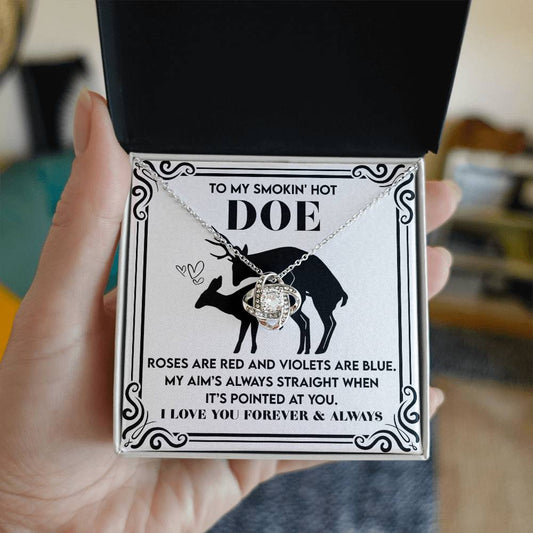 TO MY SMOKIN' HOT
DOE
ROSES ARE RED AND VIOLETS ARE BLUE.
MY AIM'S ALWAYS STRAIGHT WHEN
IT'S POINTED AT YOU.
I LOVE YOU FOREVER & ALWAYS